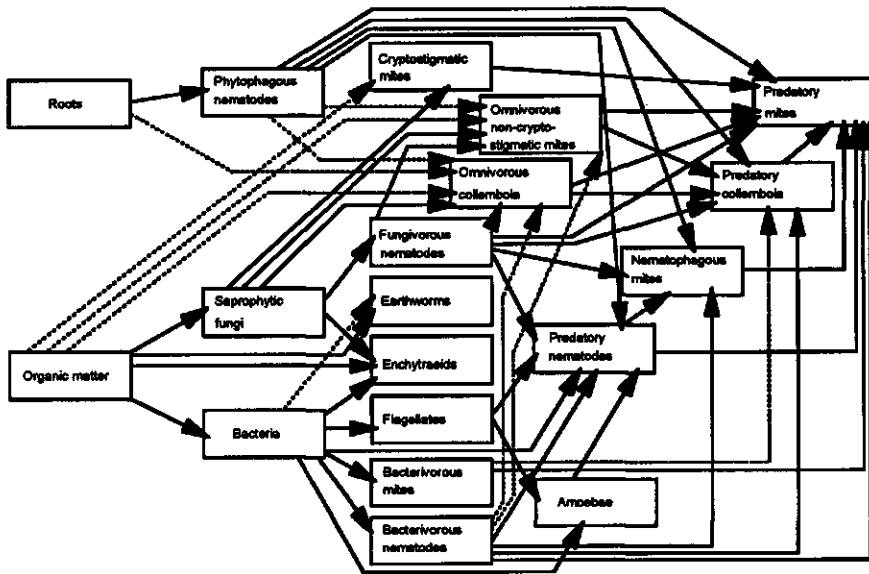 Roots
Phytophagous
nematodes
Cryptostigmatic
mites
Omnivorous
non-crypto-
stigmatic mites
Omnivorous
collembola
Predatory
mites
Predatory
collembola
Fungivorous
nematodes
Nematophagous
mites
Saprophytic
fungi
Earthworms
Predatory
nematodes
Organic matter
Enchytraeids
Bacteria
Flagellates
Bacterivorous
mites
Amoebae
Bacterivorous
nematodes